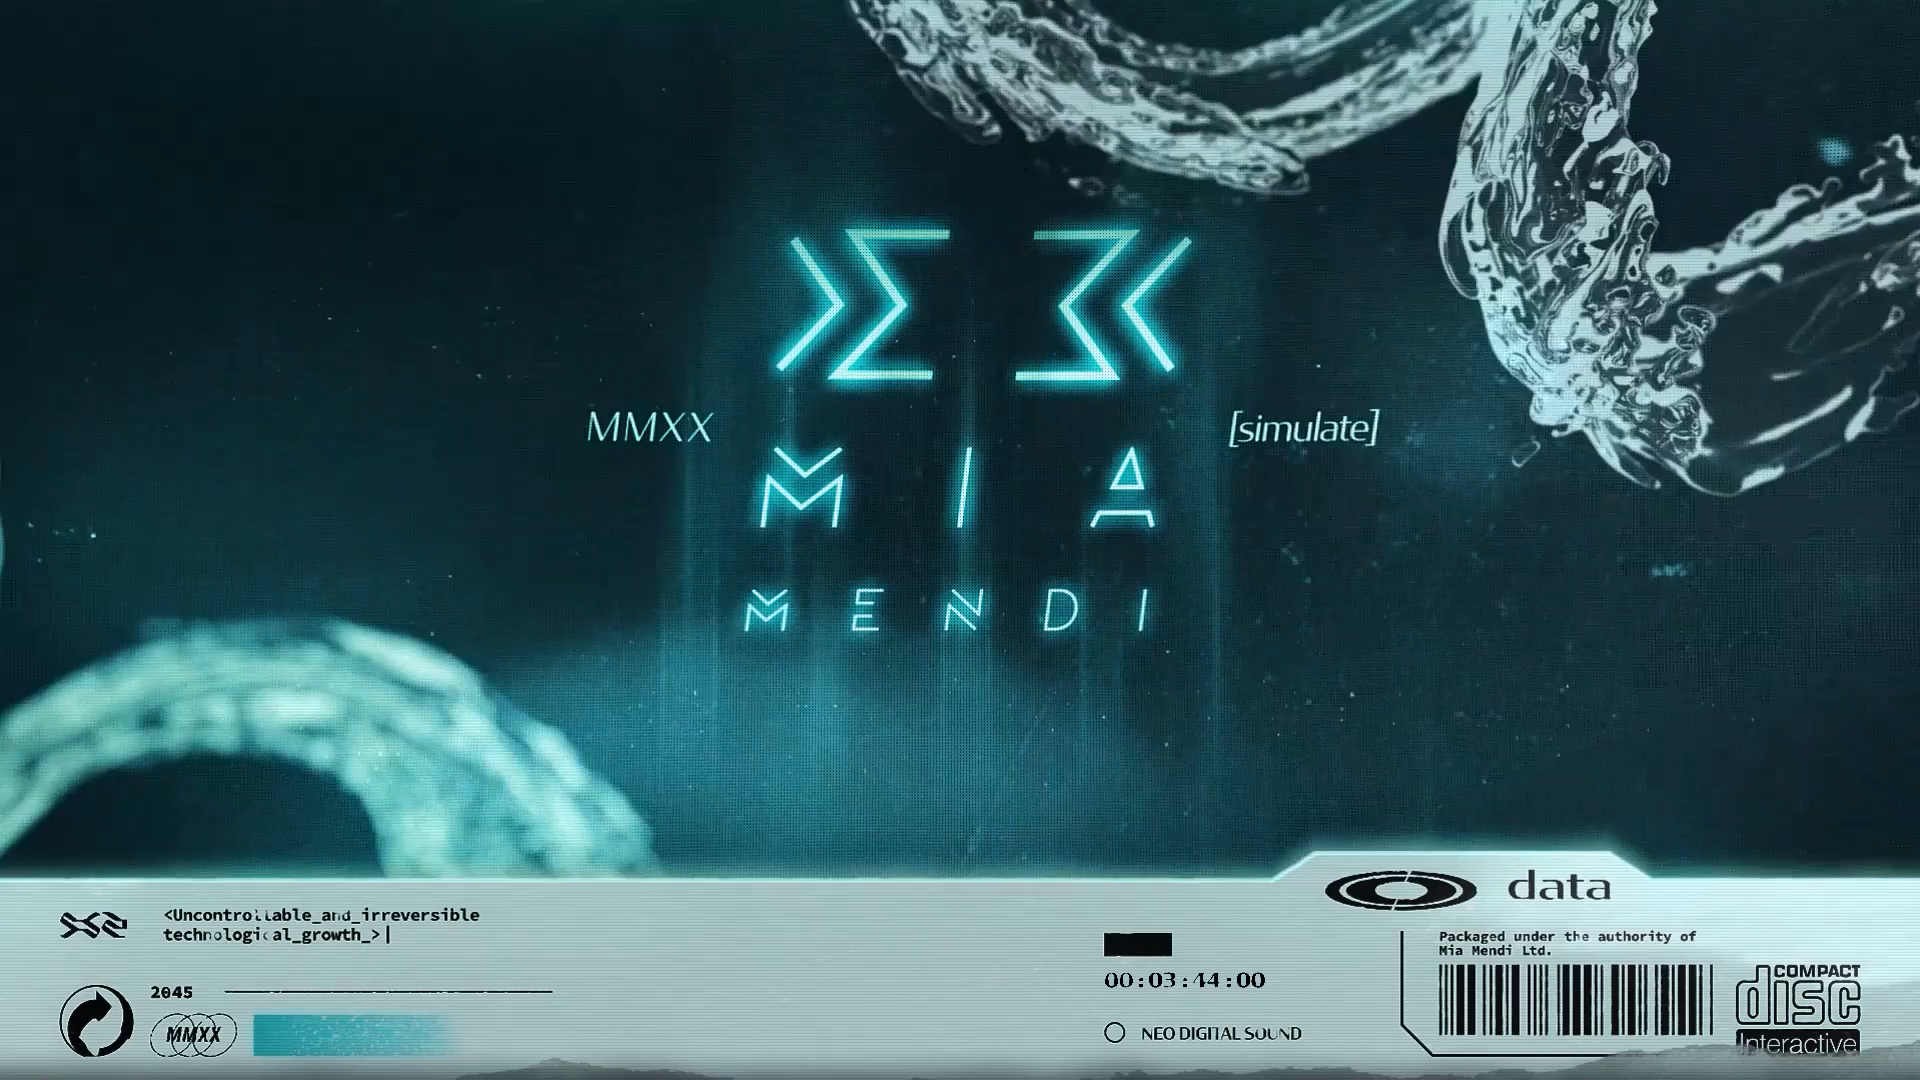 MMXX
[simulate]
MIA
MENDI
data
<Uncontrollable_and_irreversible
technological_growth_>|
Packaged under the authority of
Mia Mendi Ltd.
2045
MMXX
00:03:44:00
NEO DIGITAL SOUND
COMPACT
disc
Interactive